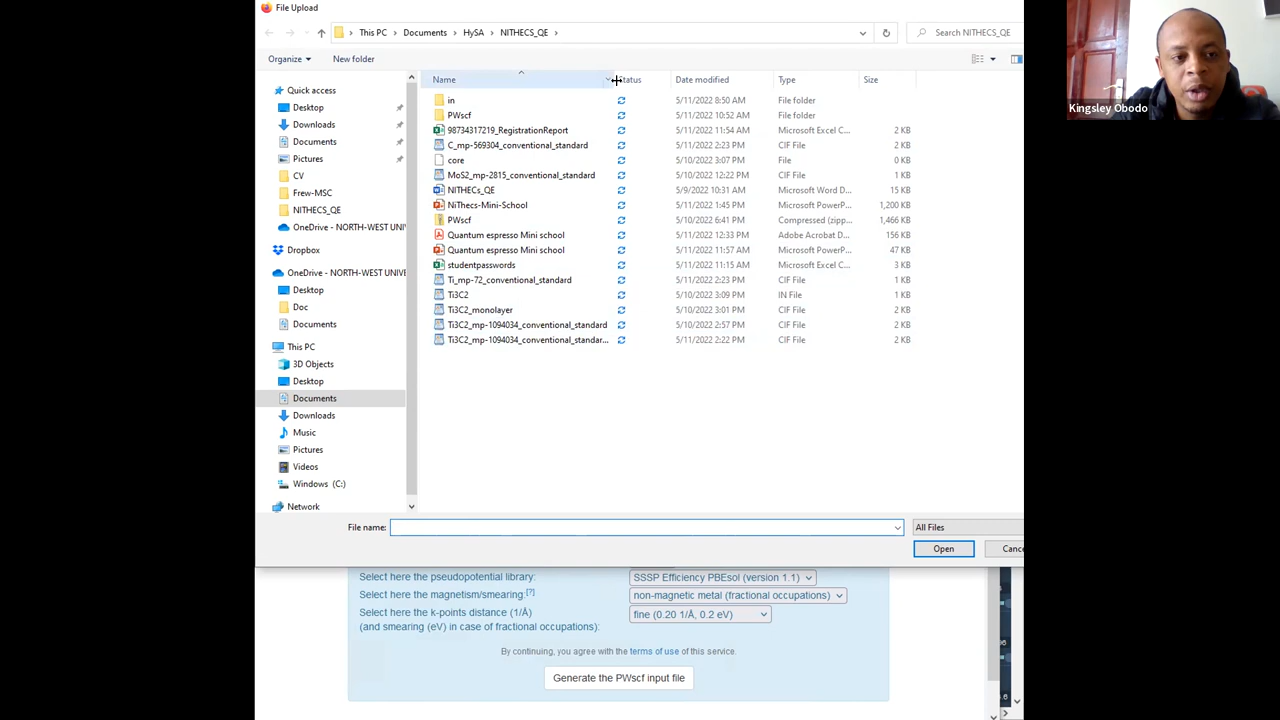 File Upload
This PC > Documents > HySA > NITHECS_QE >
Search NITHECS_QE
Organize
New folder
Name
Status
Date modified
Type
Size
Quick access
Desktop
Downloads
Documents
Pictures
CV
Frew-MSC
NITHECS_QE
OneDrive - NORTH-WEST UNIV
Dropbox
OneDrive - NORTH-WEST UNIVE
Desktop
Doc
Documents
This PC
3D Objects
Desktop
Documents
Downloads
Music
Pictures
Videos
Windows (C:)
Network
in 5/11/2022 8:50 AM File folder
PWscf 5/11/2022 10:52 AM File folder
98734317219_RegistrationReport 5/11/2022 11:54 AM Microsoft Excel C... 2 KB
C_mp-569304_conventional_standard 5/11/2022 2:23 PM CIF File 2 KB
core 5/10/2022 3:07 PM File 0 KB
MoS2_mp-2815_conventional_standard 5/10/2022 12:22 PM CIF File 1 KB
NITHECs_QE 5/9/2022 10:31 AM Microsoft Word D... 15 KB
NiThecs-Mini-School 5/11/2022 1:45 PM Microsoft PowerP... 1,200 KB
PWscf 5/10/2022 6:41 PM Compressed (zipp... 1,466 KB
Quantum espresso Mini school 5/11/2022 12:33 PM Adobe Acrobat D... 156 KB
Quantum espresso Mini school 5/11/2022 11:57 AM Microsoft PowerP... 47 KB
studentpasswords 5/11/2022 11:15 AM Microsoft Excel C... 3 KB
Ti_mp-72_conventional_standard 5/11/2022 2:23 PM CIF File 1 KB
Ti3C2 5/10/2022 3:09 PM IN File 1 KB
Ti3C2_monolayer 5/10/2022 3:01 PM CIF File 2 KB
Ti3C2_mp-1094034_conventional_standard 5/10/2022 2:57 PM CIF File 2 KB
Ti3C2_mp-1094034_conventional_standar... 5/11/2022 2:22 PM CIF File 2 KB
File name:
All Files
Open
Cance
Select here the pseudopotential library: SSSP Efficiency PBEsol (version 1.1)
Select here the magnetism/smearing:[?] non-magnetic metal (fractional occupations)
Select here the k-points distance (1/Å) fine (0.20 1/Å, 0.2 eV)
(and smearing (eV) in case of fractional occupations):
By continuing, you agree with the terms of use of this service.
Generate the PWscf input file
Kingsley Obodo